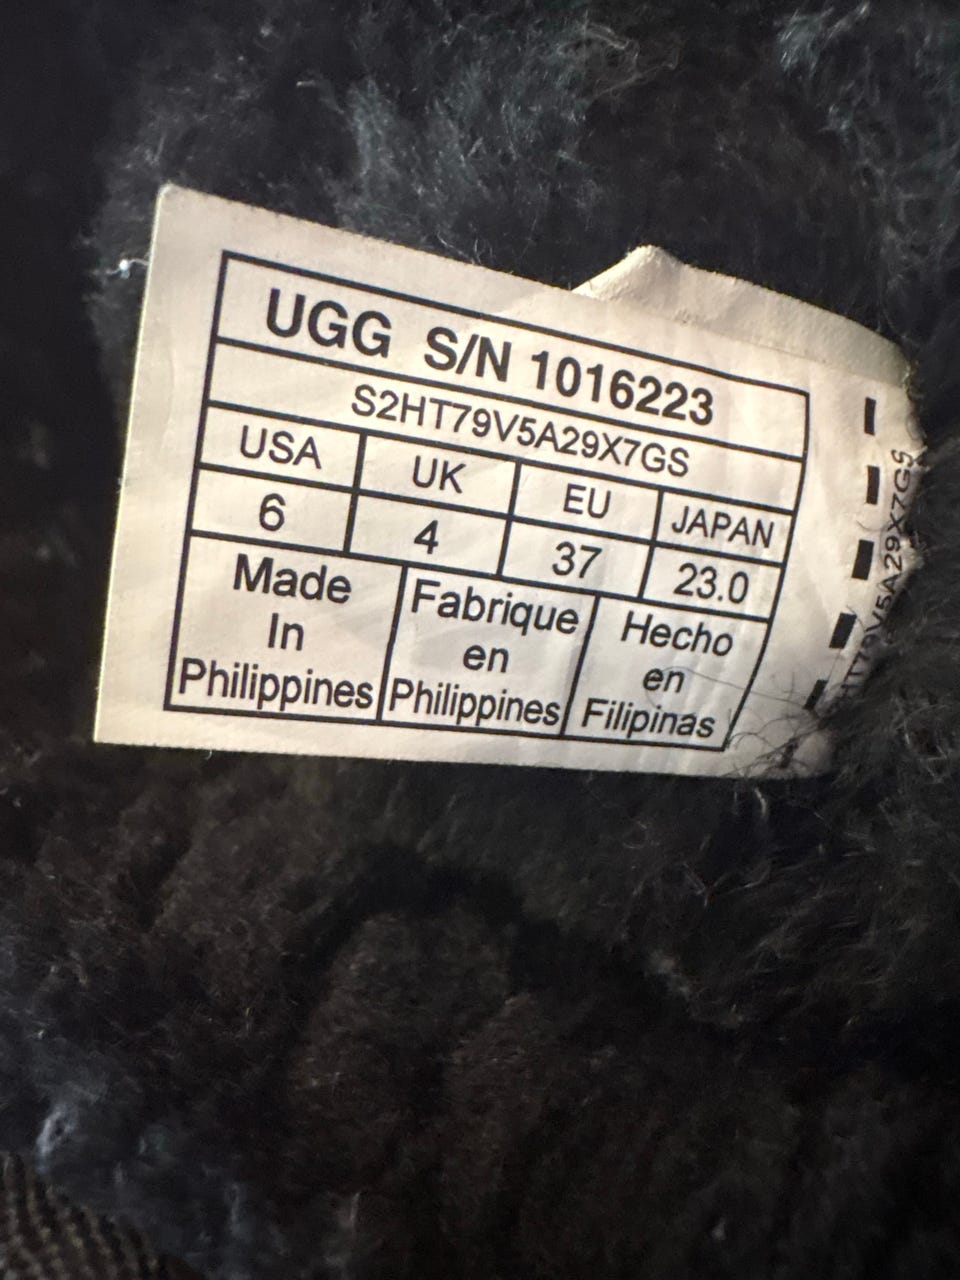 UGG S/N 1016223
S2HT79V5A29X7GS
USA UK EU JAPAN
6 4 37 23.0
Made In Philippines
Fabrique en Philippines
Hecho en Filipinas
HT79V5A29X7GS